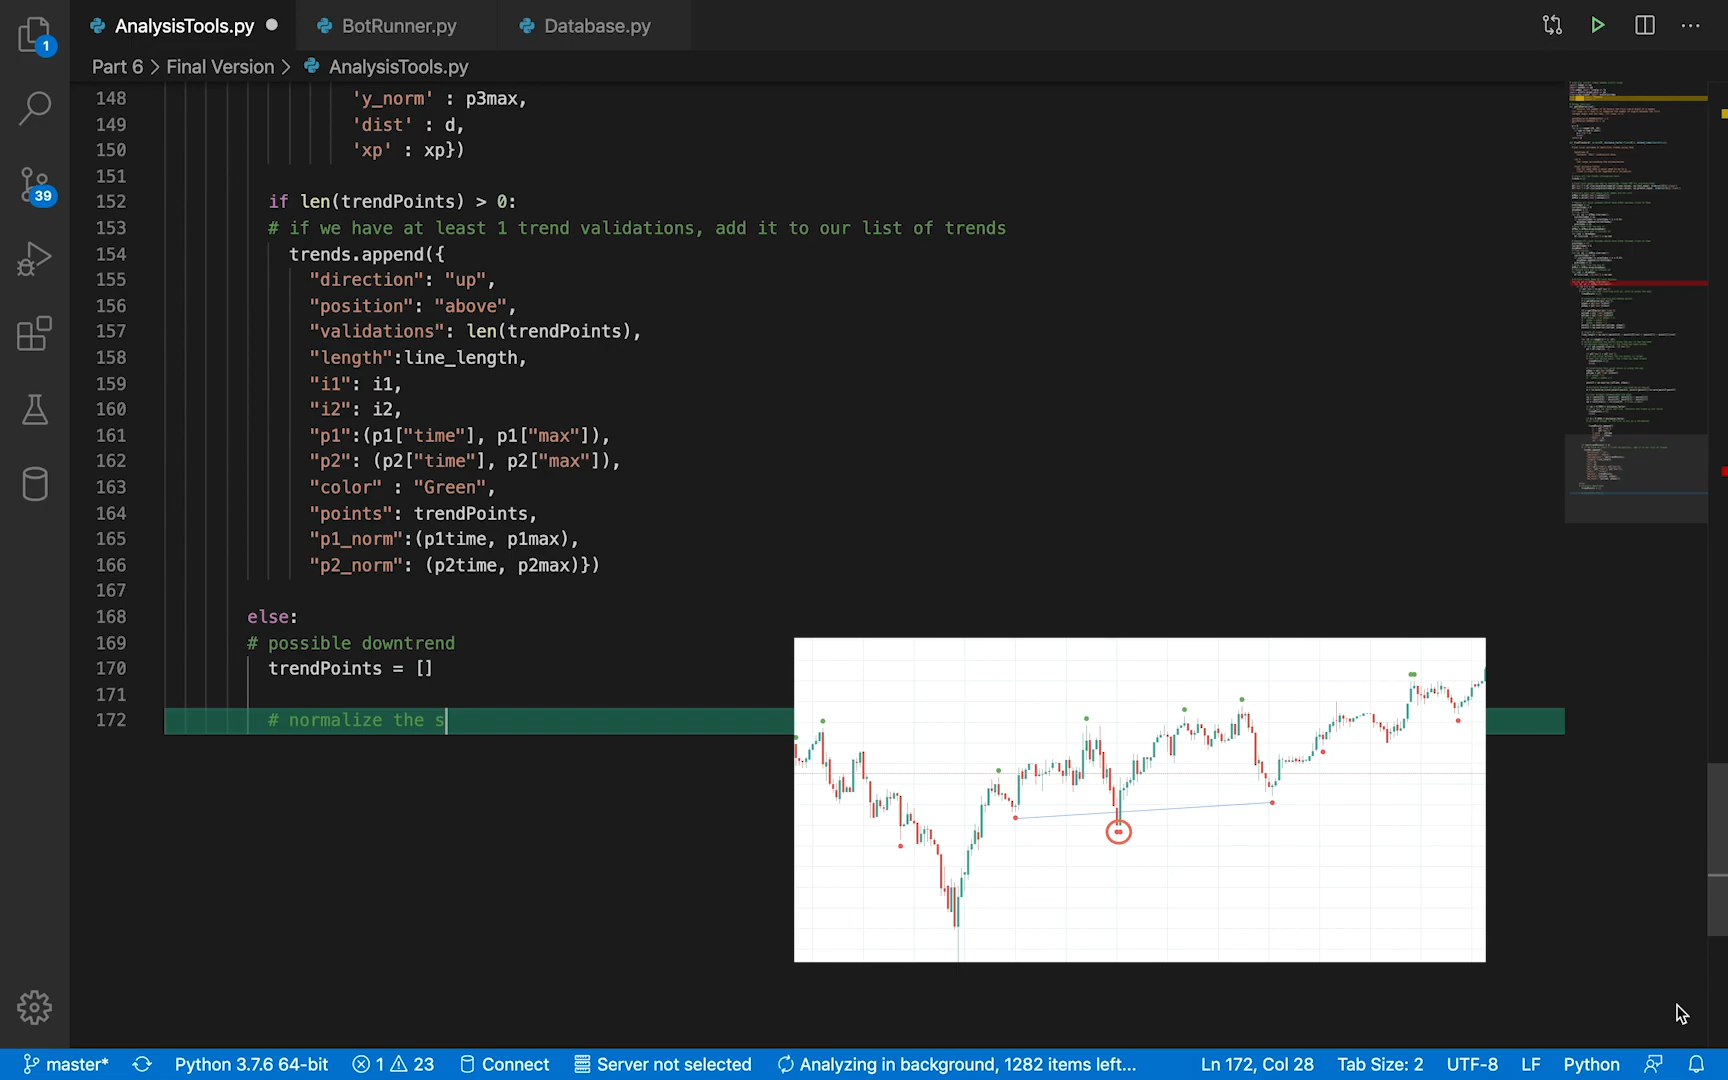 AnalysisTools.py
BotRunner.py
Database.py
Part 6 > Final Version > AnalysisTools.py
1
39
148 'y_norm' : p3max,
149 'dist' : d,
150 'xp' : xp})
151
152 if len(trendPoints) > 0:
153 # if we have at least 1 trend validations, add it to our list of trends
154 trends.append({
155 "direction": "up",
156 "position": "above",
157 "validations": len(trendPoints),
158 "length":line_length,
159 "i1": i1,
160 "i2": i2,
161 "p1":(p1["time"], p1["max"]),
162 "p2": (p2["time"], p2["max"]),
163 "color" : "Green",
164 "points": trendPoints,
165 "p1_norm":(p1time, p1max),
166 "p2_norm": (p2time, p2max)})
167
168 else:
169 # possible downtrend
170 trendPoints = []
171
172 # normalize the s
master* Python 3.7.6 64-bit 1 23 Connect Server not selected Analyzing in background, 1282 items left... Ln 172, Col 28 Tab Size: 2 UTF-8 LF Python